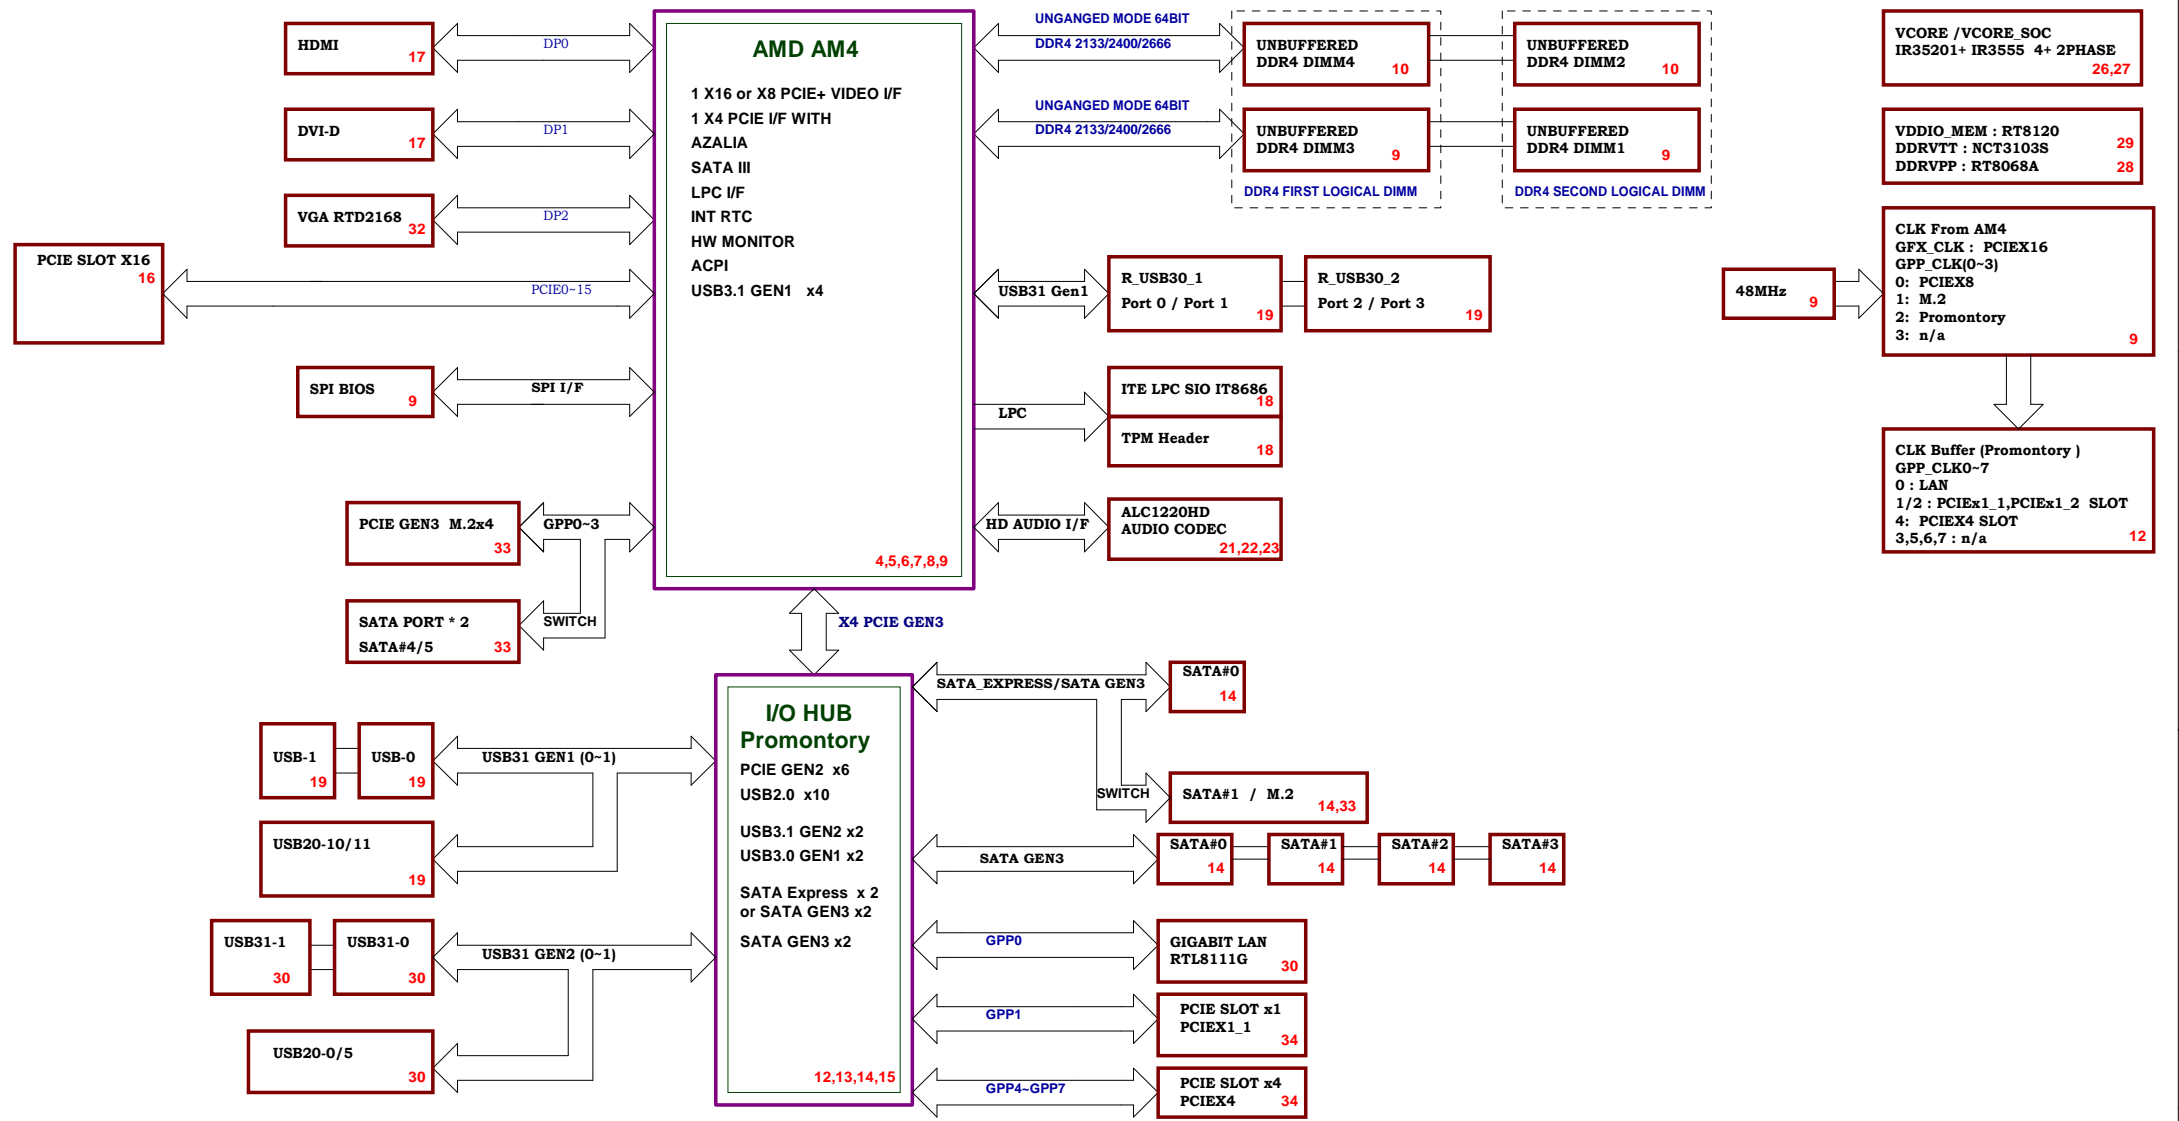 HDMI
17
DP0
DVI-D
17
DP1
VGA RTD2168
32
DP2
PCIE SLOT X16
16
PCIE0~15
SPI BIOS
9
SPI I/F
PCIE GEN3 M.2x4
33
GPP0~3
SATA PORT * 2
SATA#4/5
33
SWITCH
AMD AM4
1 X16 or X8 PCIE+ VIDEO I/F
1 X4 PCIE I/F WITH
AZALIA
SATA III
LPC I/F
INT RTC
HW MONITOR
ACPI
USB3.1 GEN1 x4
4,5,6,7,8,9
UNGANGED MODE 64BIT
DDR4 2133/2400/2666
UNBUFFERED
DDR4 DIMM4
10
UNBUFFERED
DDR4 DIMM2
10
UNGANGED MODE 64BIT
DDR4 2133/2400/2666
UNBUFFERED
DDR4 DIMM3
9
UNBUFFERED
DDR4 DIMM1
9
DDR4 FIRST LOGICAL DIMM
DDR4 SECOND LOGICAL DIMM
USB31 Gen1
R_USB30_1
Port 0 / Port 1
19
R_USB30_2
Port 2 / Port 3
19
LPC
ITE LPC SIO IT8686
18
TPM Header
18
HD AUDIO I/F
ALC1220HD
AUDIO CODEC
21,22,23
VCORE /VCORE_SOC
IR35201+ IR3555 4+ 2PHASE
26,27
VDDIO_MEM : RT8120
DDRVTT : NCT3103S
DDRVPP : RT8068A
29
28
48MHz
9
CLK From AM4
GFX_CLK : PCIEX16
GPP_CLK(0~3)
0: PCIEX8
1: M.2
2: Promontory
3: n/a
9
CLK Buffer (Promontory )
GPP_CLK0~7
0 : LAN
1/2 : PCIEx1_1,PCIEx1_2 SLOT
4: PCIEX4 SLOT
3,5,6,7 : n/a
12
X4 PCIE GEN3
I/O HUB
Promontory
PCIE GEN2 x6
USB2.0 x10
USB3.1 GEN2 x2
USB3.0 GEN1 x2
SATA Express x 2
or SATA GEN3 x2
SATA GEN3 x2
12,13,14,15
USB-1
19
USB-0
19
USB31 GEN1 (0~1)
USB20-10/11
19
USB31-1
30
USB31-0
30
USB31 GEN2 (0~1)
USB20-0/5
30
SATA_EXPRESS/SATA GEN3
SATA#0
14
SWITCH
SATA#1 / M.2
14,33
SATA GEN3
SATA#0
14
SATA#1
14
SATA#2
14
SATA#3
14
GPP0
GIGABIT LAN
RTL8111G
30
GPP1
PCIE SLOT x1
PCIEX1_1
34
GPP4~GPP7
PCIE SLOT x4
PCIEX4
34